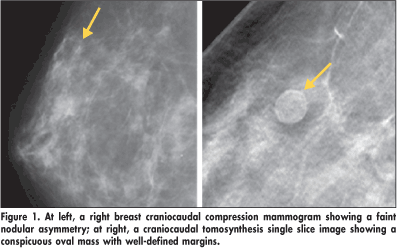 Figure 1. At left, a right breast craniocaudal compression mammogram showing a faint
nodular asymmetry; at right, a craniocaudal tomosynthesis single slice image showing a
conspicuous oval mass with well-defined margins.